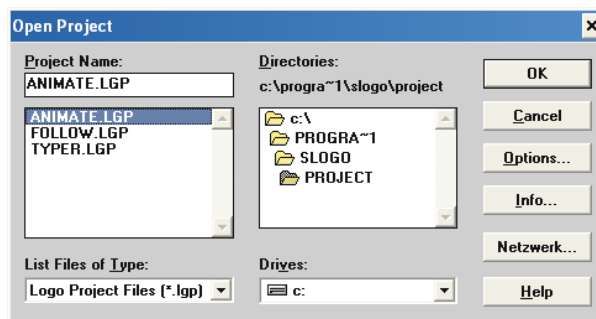 Open Project
Project Name:
ANIMATE.LGP
ANIMATE.LGP
FOLLOW.LGP
TYPER.LGP
List Files of Type:
Logo Project Files (*.lgp)
Directories:
c:\progra~1\slogo\project
c:\
PROGRA~1
SLOGO
PROJECT
Drives:
c:
OK
Cancel
Options...
Info...
Netzwerk...
Help